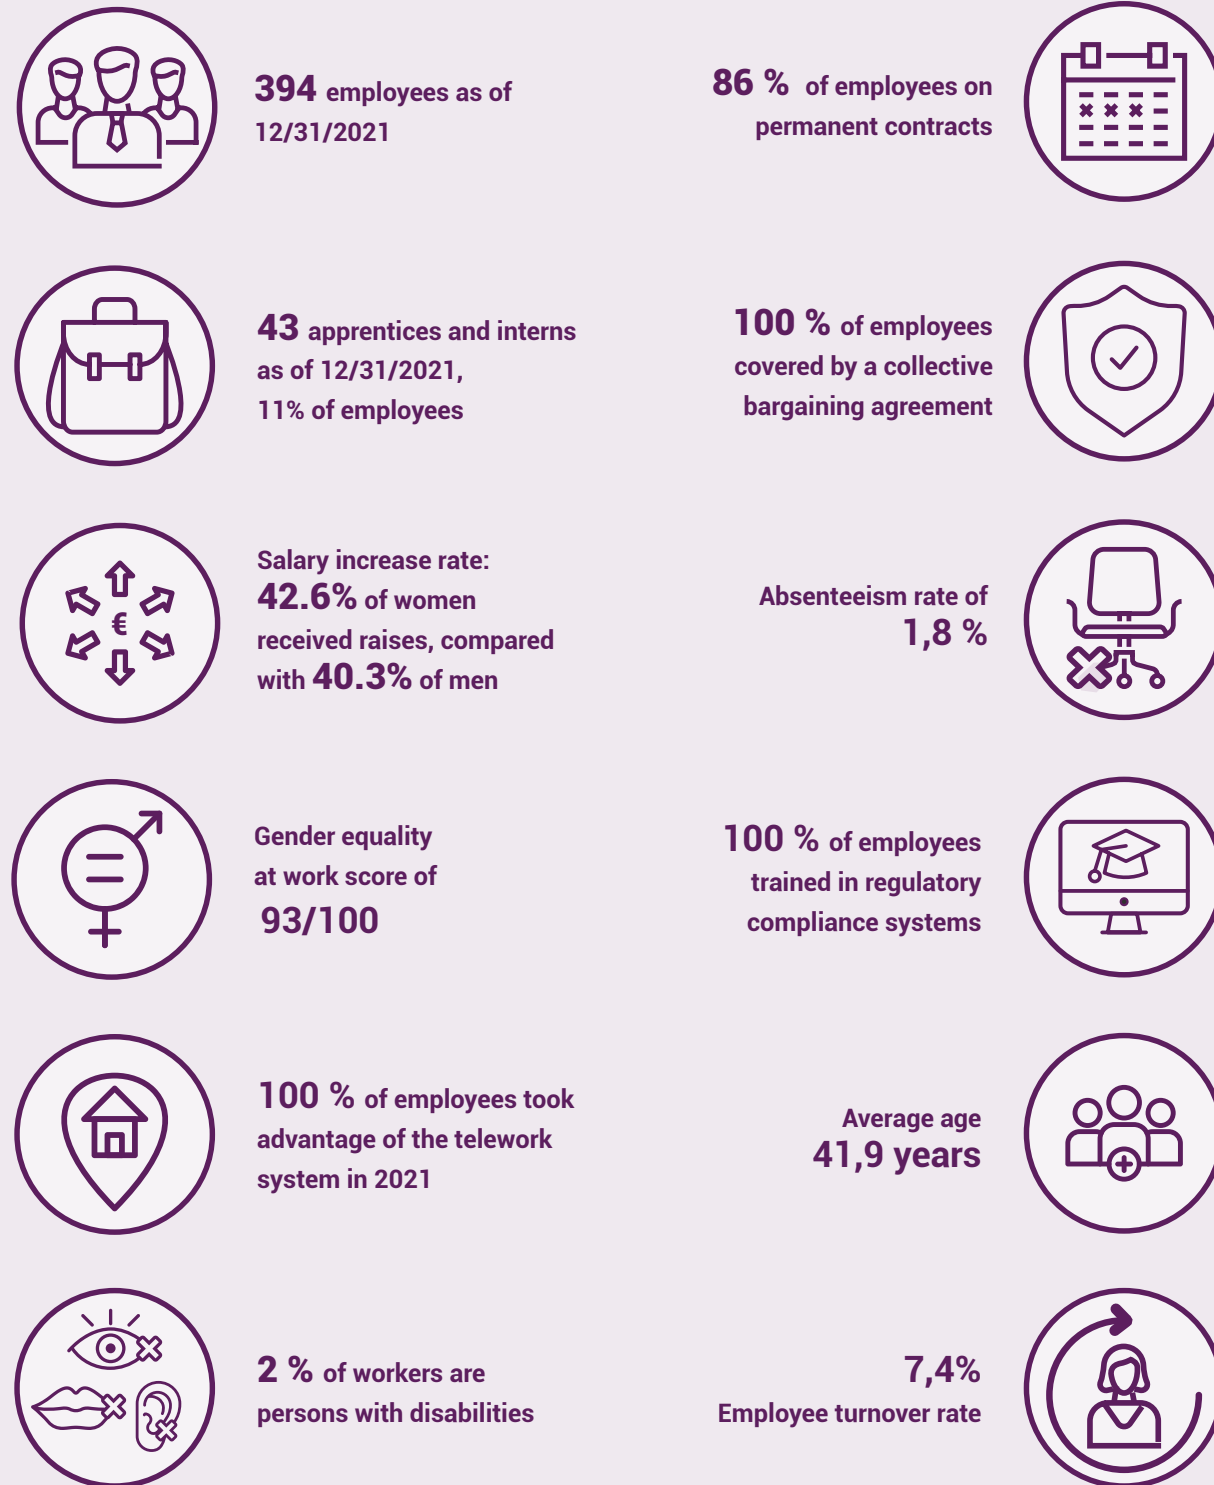 394 employees as of
12/31/2021
86 % of employees on
permanent contracts
43 apprentices and interns
as of 12/31/2021,
11% of employees
100 % of employees
covered by a collective
bargaining agreement
Salary increase rate:
42.6% of women
received raises, compared
with 40.3% of men
€
Absenteeism rate of
1,8 %
Gender equality
at work score of
93/100
100 % of employees
trained in regulatory
compliance systems
100 % of employees took
advantage of the telework
system in 2021
Average age
41,9 years
2 % of workers are
persons with disabilities
7,4%
Employee turnover rate